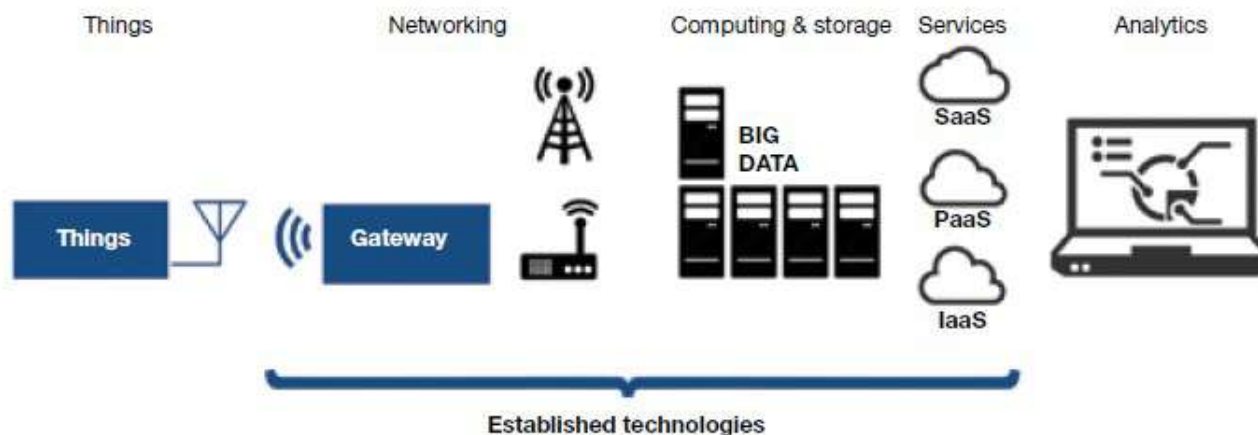 Things
Networking
Computing & storage
Services
Analytics
SaaS
BIG
DATA
PaaS
Things
Gateway
IaaS
Established technologies